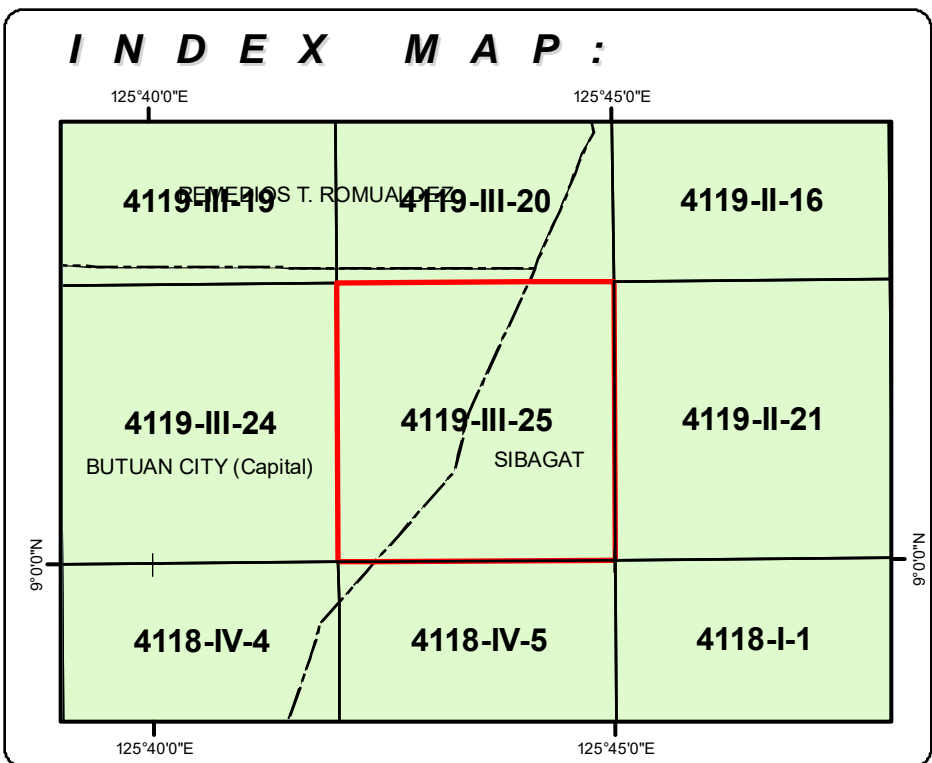 INDEX MAP:
125°40'0"E 125°45'0"E
4119-III-19 4119-III-20 4119-II-16
REMEDIOS T. ROMUALDEZ
4119-III-24 4119-III-25 4119-II-21
BUTUAN CITY (Capital) SIBAGAT
9°0'0"N 9°0'0"N
4118-IV-4 4118-IV-5 4118-I-1
125°40'0"E 125°45'0"E